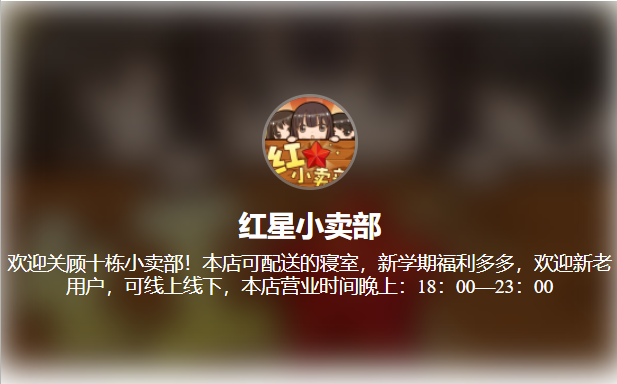 红★小卖
红星小卖部
欢迎关顾十栋小卖部！本店可配送的寝室，新学期福利多多，欢迎新老
用户，可线上线下，本店营业时间晚上：18：00—23：00